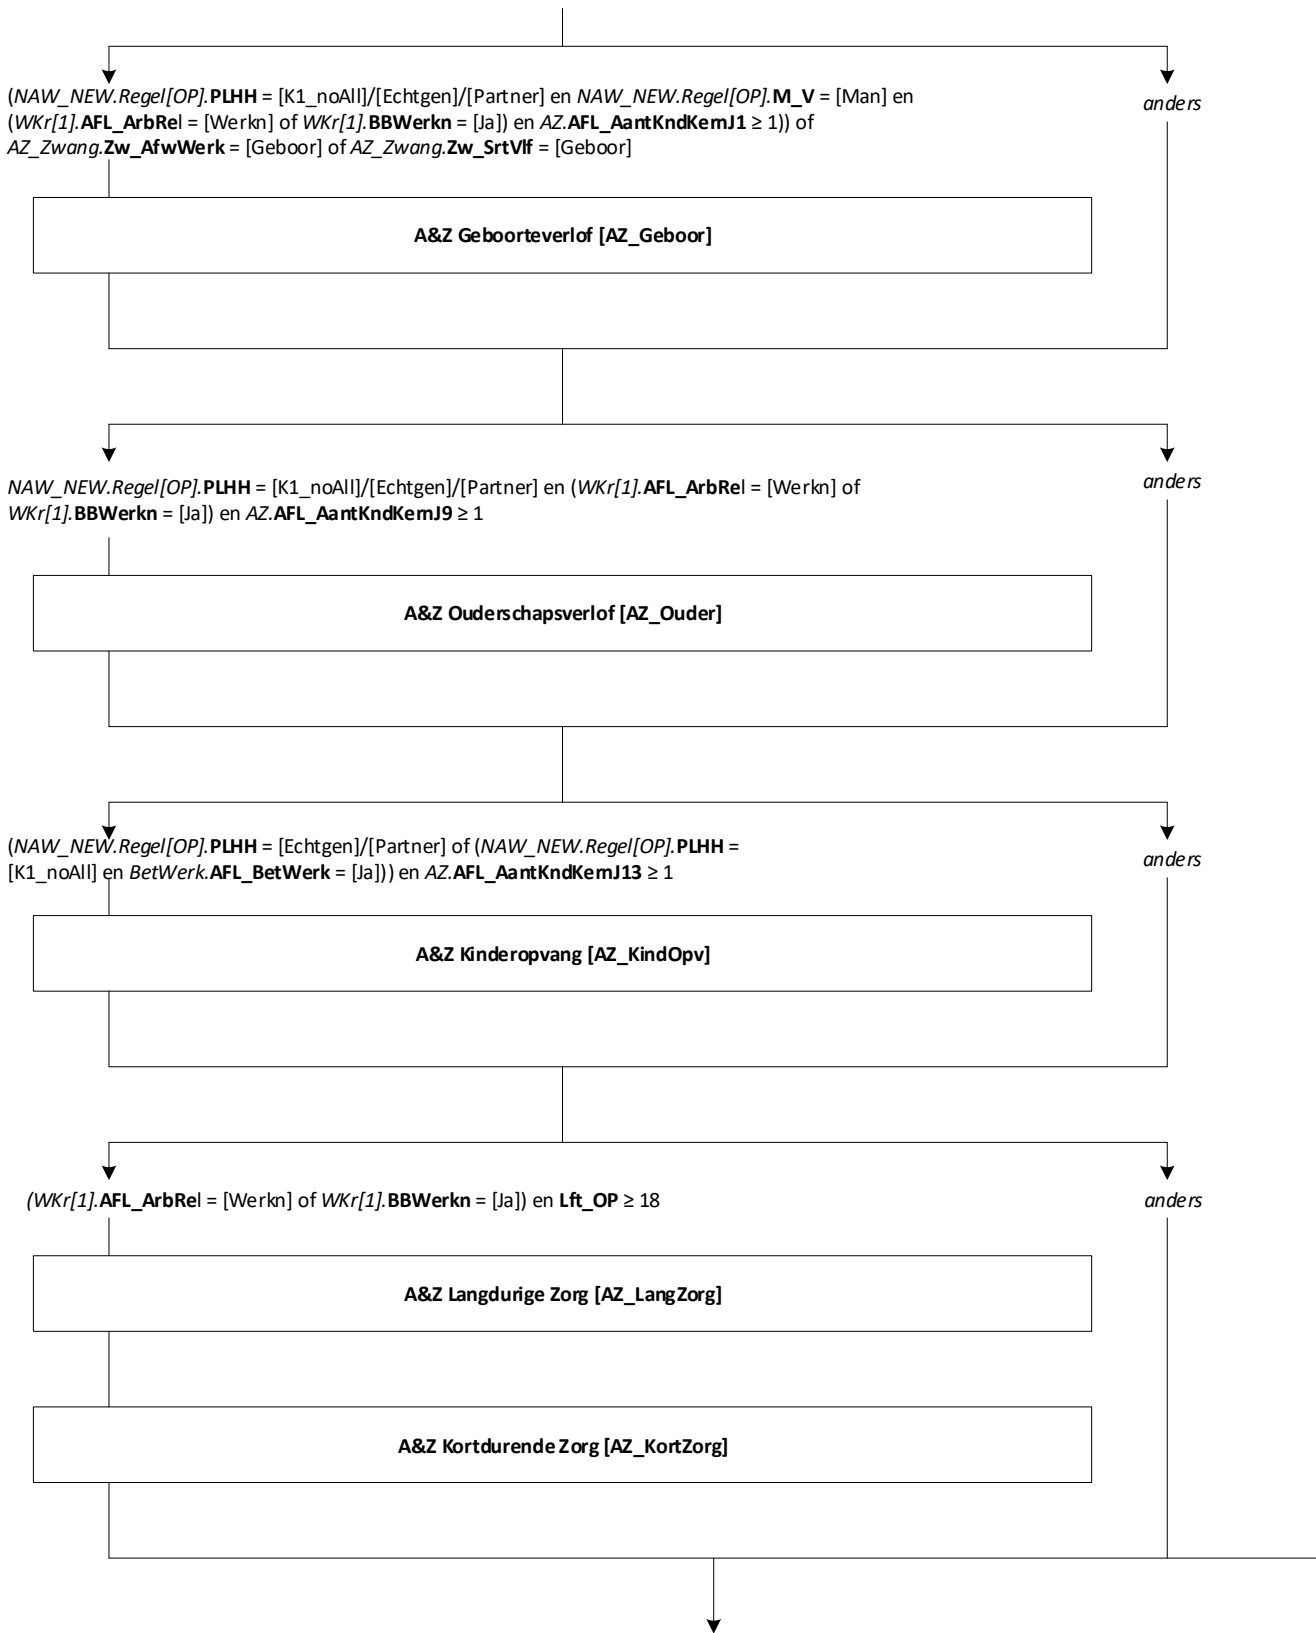 (NAW_NEW.Regel[OP].PLHH = [K1_noAll]/[Echtgen]/[Partner] en NAW_NEW.Regel[OP].M_V = [Man] en
anders
(WKr[1].AFL_ArbRel = [Werkn] of WKr[1].BBWerkn = [Ja]) en AZ.AFL_AantKndKernJ1 ≥ 1)) of
AZ_Zwang.Zw_AfwWerk = [Geboor] of AZ_Zwang.Zw_SrtVlf = [Geboor]
A&Z Geboorteverlof [AZ_Geboor]
NAW_NEW.Regel[OP].PLHH = [K1_noAll]/[Echtgen]/[Partner] en (WKr[1].AFL_ArbRel = [Werkn] of
anders
WKr[1].BBWerkn = [Ja]) en AZ.AFL_AantKndKernJ9 ≥ 1
A&Z Ouderschapsverlof [AZ_Ouder]
(NAW_NEW.Regel[OP].PLHH = [Echtgen]/[Partner] of (NAW_NEW.Regel[OP].PLHH =
anders
[K1_noAll] en BetWerk.AFL_BetWerk = [Ja])) en AZ.AFL_AantKndKernJ13 ≥ 1
A&Z Kinderopvang [AZ_KindOpv]
(WKr[1].AFL_ArbRel = [Werkn] of WKr[1].BBWerkn = [Ja]) en Lft_OP ≥ 18
anders
A&Z Langdurige Zorg [AZ_LangZorg]
A&Z Kortdurende Zorg [AZ_KortZorg]